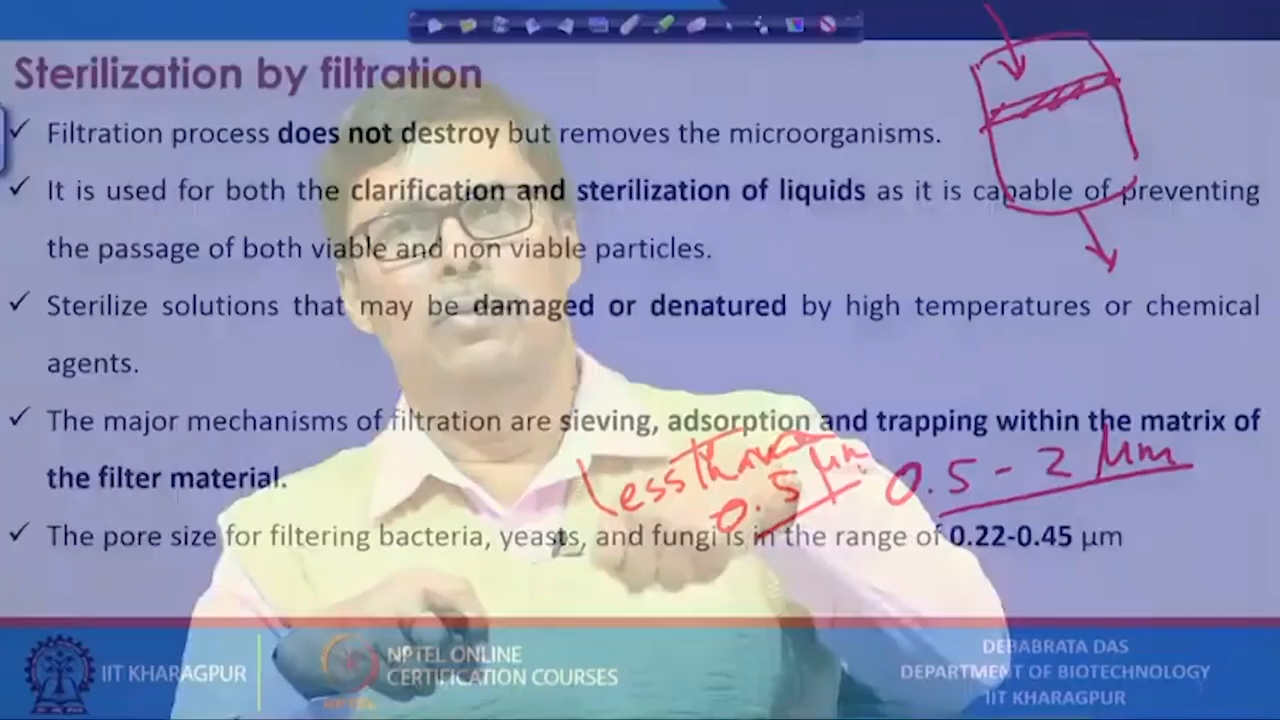 Sterilization by filtration
✓ Filtration process does not destroy but removes the microorganisms.
✓ It is used for both the clarification and sterilization of liquids as it is capable of preventing
the passage of both viable and non viable particles.
✓ Sterilize solutions that may be damaged or denatured by high temperatures or chemical
agents.
✓ The major mechanisms of filtration are sieving, adsorption and trapping within the matrix of
the filter material.
less than
0.5 μm
0.5 - 2 μm
✓ The pore size for filtering bacteria, yeasts, and fungi is in the range of 0.22-0.45 μm
IIT KHARAGPUR
NPTEL ONLINE
CERTIFICATION COURSES
DEBABRATA DAS
DEPARTMENT OF BIOTECHNOLOGY
IIT KHARAGPUR